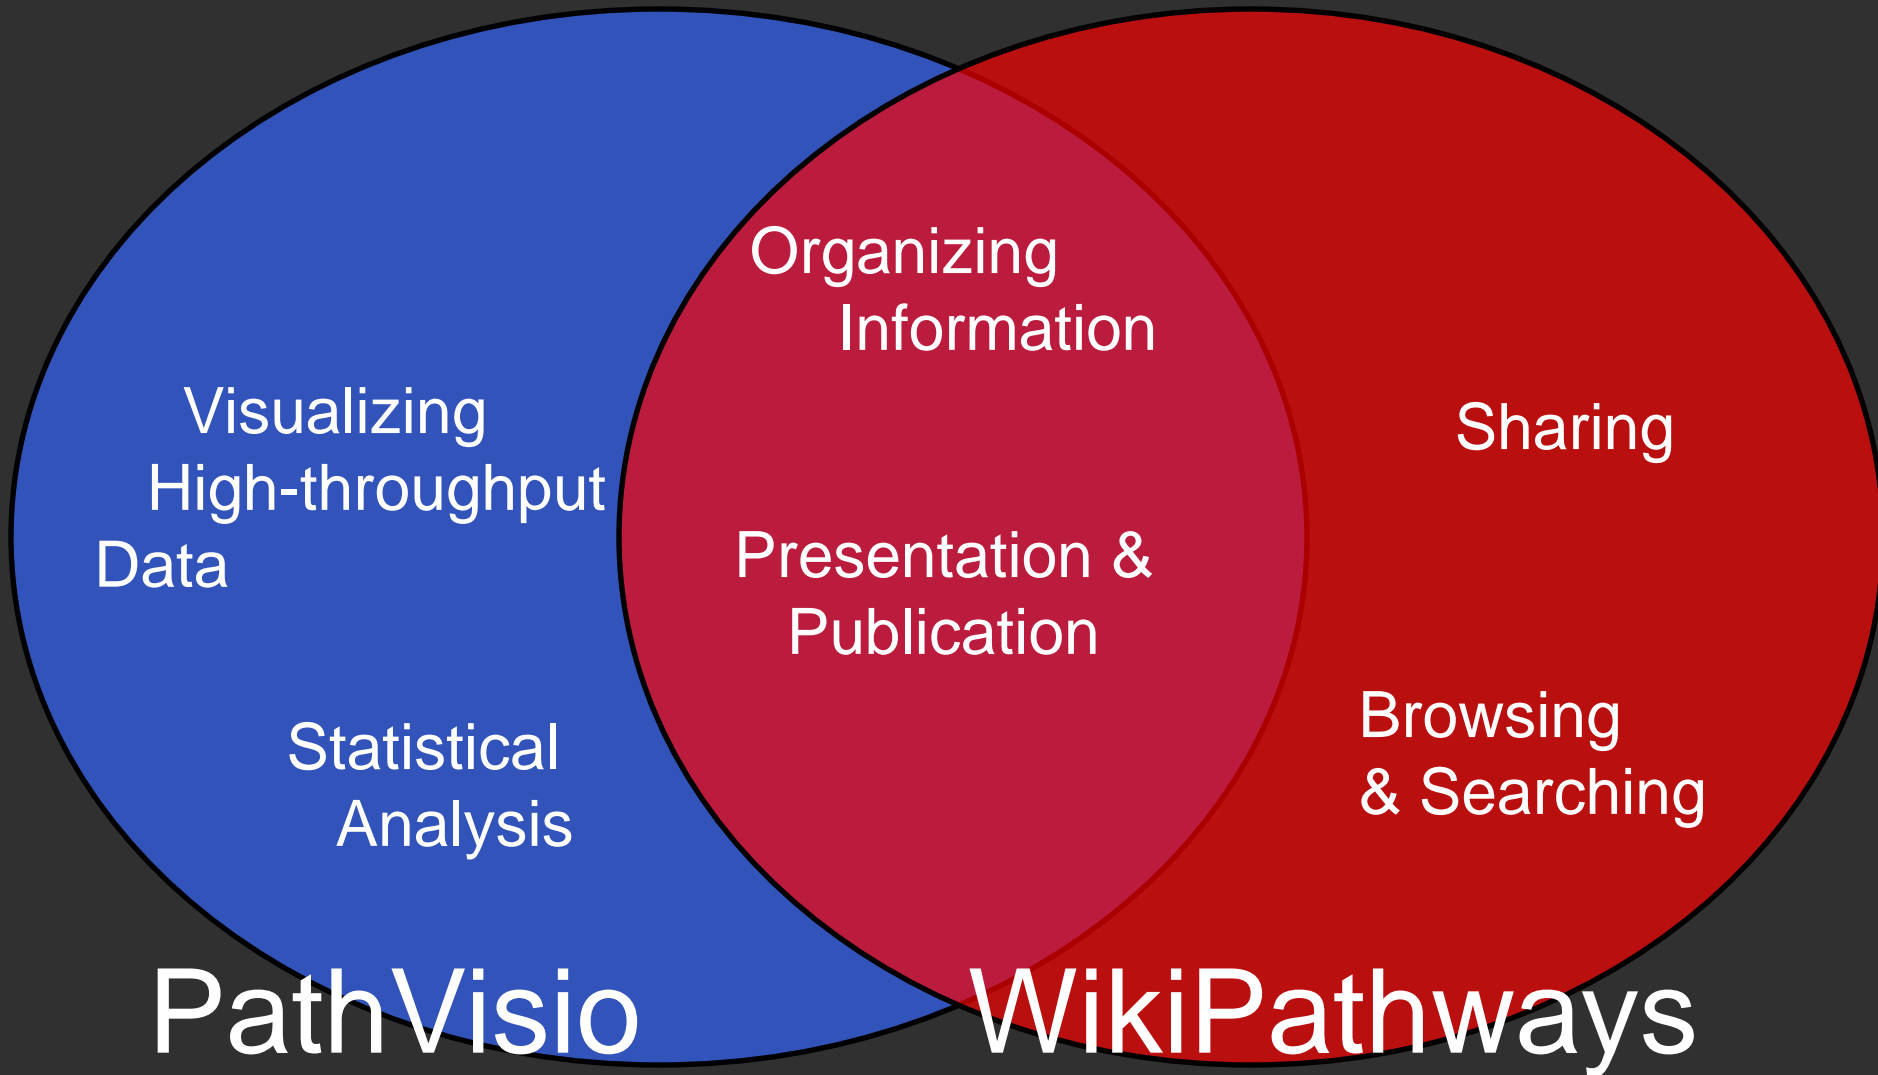 Organizing
Information
Visualizing
High-throughput
Data
Sharing
Presentation &
Publication
Statistical
Analysis
Browsing
& Searching
PathVisio
WikiPathways